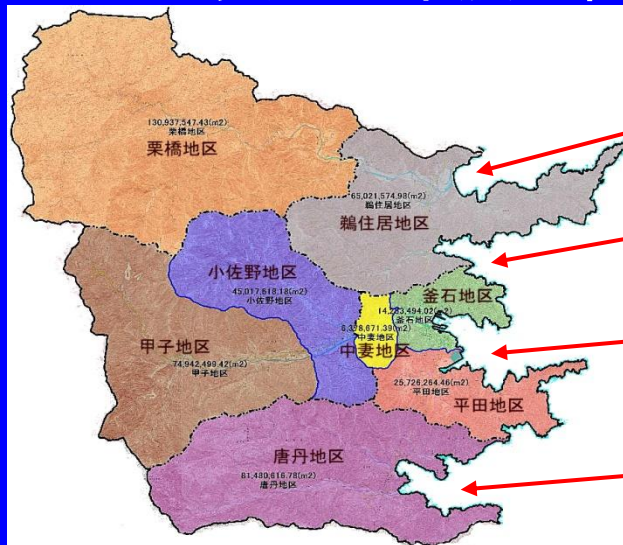 130,937,547.43(m2)
栗橋地区
栗橋地区
65,021,574.98(m2)
鵜住居地区
鵜住居地区
小佐野地区
45,017,618.18(m2)
小佐野地区
釜石地区
14,283,494.02(m2)
釜石地区
6,378,671.39(m2)
中妻地区
中妻地区
甲子地区
74,942,499.42(m2)
甲子地区
25,726,264.46(m2)
平田地区
平田地区
唐丹地区
61,480,616.78(m2)
唐丹地区